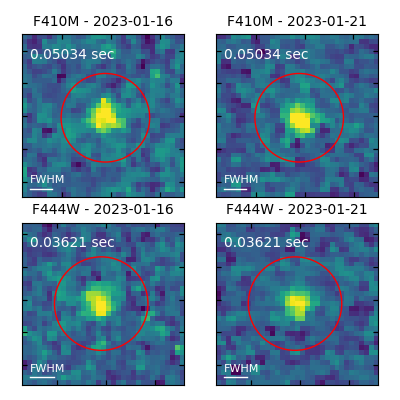 F410M - 2023-01-16
F410M - 2023-01-21
0.05034 sec
0.05034 sec
FWHM
FWHM
F444W - 2023-01-16
F444W - 2023-01-21
0.03621 sec
0.03621 sec
FWHM
FWHM